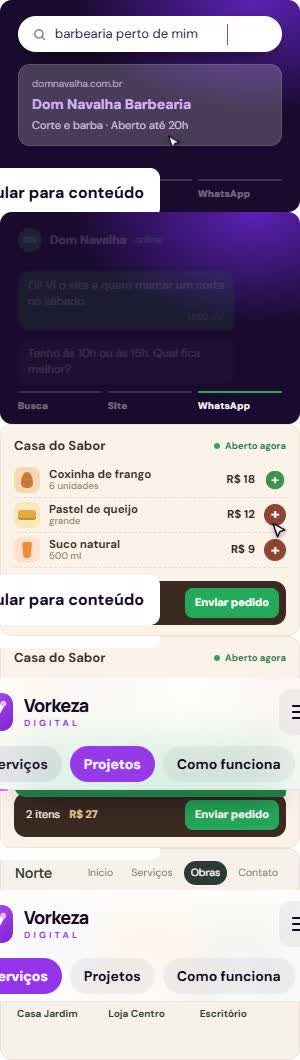 barbearia perto de mim
domnavalha.com.br
Dom Navalha Barbearia
Corte e barba · Aberto até 20h
WhatsApp
ular para conteúdo
Dom Navalha online
Oi! Vi o site e quero marcar um corte
no sábado.
Tenho às 10h ou às 15h. Qual fica
melhor?
Busca Site WhatsApp
Casa do Sabor Aberto agora
Coxinha de frango R$ 18 +
6 unidades
Pastel de queijo R$ 12 +
grande
Suco natural R$ 9 +
500 ml
ular para conteúdo Enviar pedido
Casa do Sabor Aberto agora
Vorkeza
DIGITAL
erviços Projetos Como funciona
2 itens R$ 27 Enviar pedido
Norte Início Serviços Obras Contato
Vorkeza
DIGITAL
erviços Projetos Como funciona
Casa Jardim Loja Centro Escritório